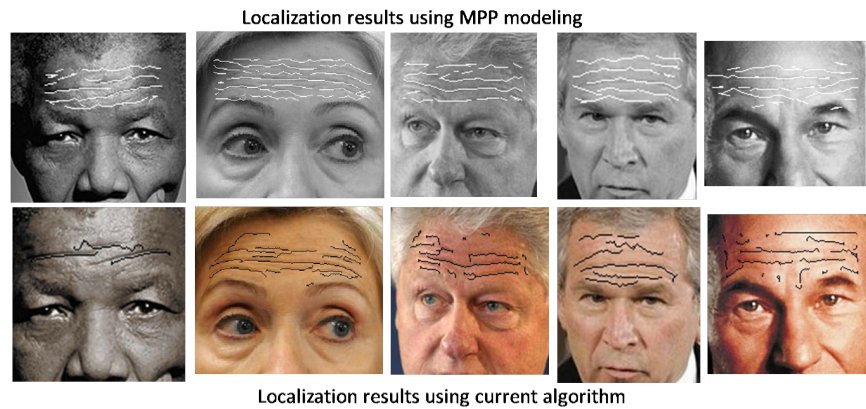 Localization results using MPP modeling
Localization results using current algorithm